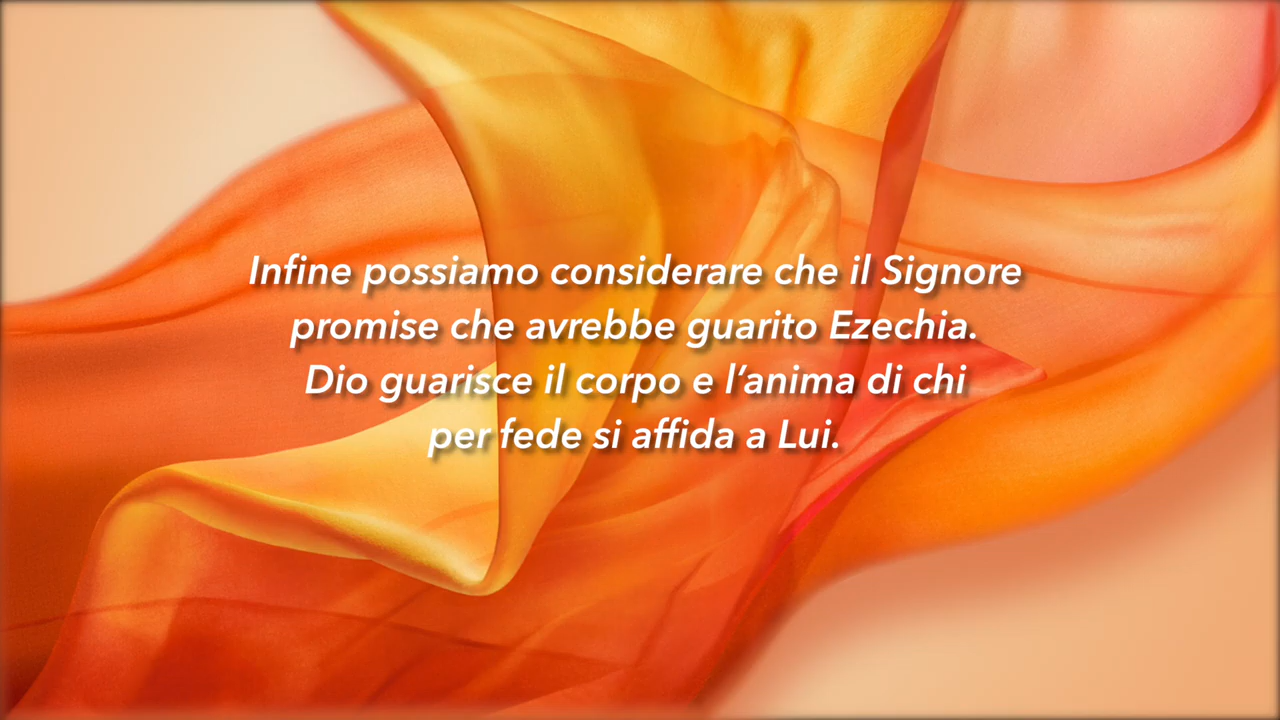 Infine possiamo considerare che il Signore
promise che avrebbe guarito Ezechia.
Dio guarisce il corpo e l’anima di chi
per fede si affida a Lui.